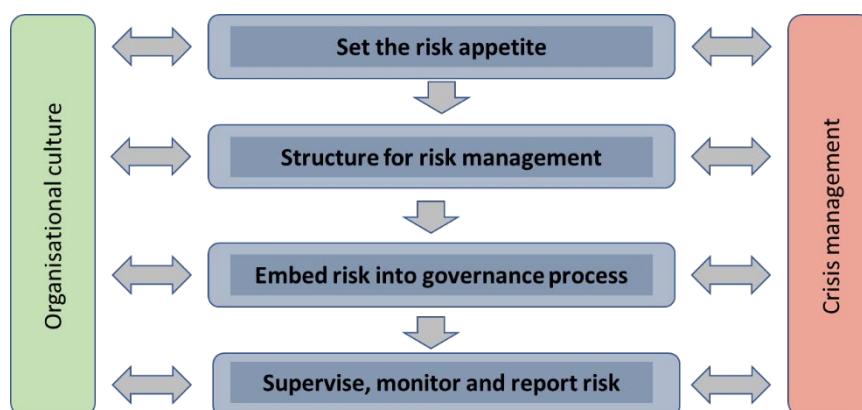 Organisational culture
Set the risk appetite
Structure for risk management
Embed risk into governance process
Supervise, monitor and report risk
Crisis management